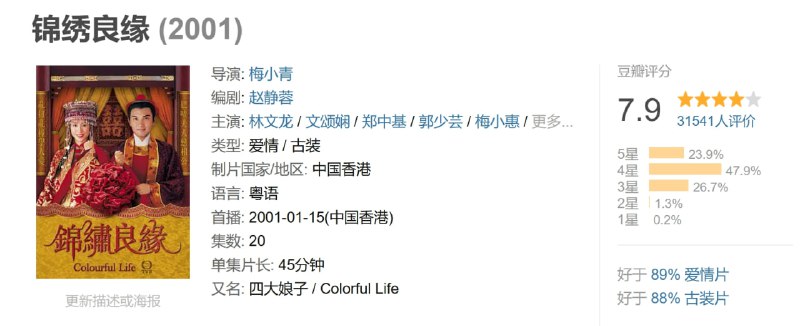 锦绣良缘 (2001)
錦繡良緣
Colourful Life
更新描述或海报
导演: 梅小青
编剧: 赵静蓉
主演: 林文龙 / 文颂娴 / 郑中基 / 郭少芸 / 梅小惠 / 更多...
类型: 爱情 / 古装
制片国家/地区: 中国香港
语言: 粤语
首播: 2001-01-15(中国香港)
集数: 20
单集片长: 45分钟
又名: 四大娘子 / Colorful Life
豆瓣评分
7.9
31541人评价
5星 23.9%
4星 47.9%
3星 26.7%
2星 1.3%
1星 0.2%
好于 89% 爱情片
好于 88% 古装片